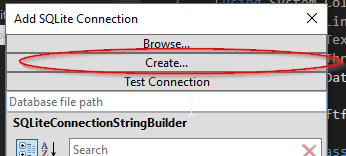 Add SQLite Connection
Browse...
Create...
Test Connection
Database file path
SQLiteConnectionStringBuilder
Search